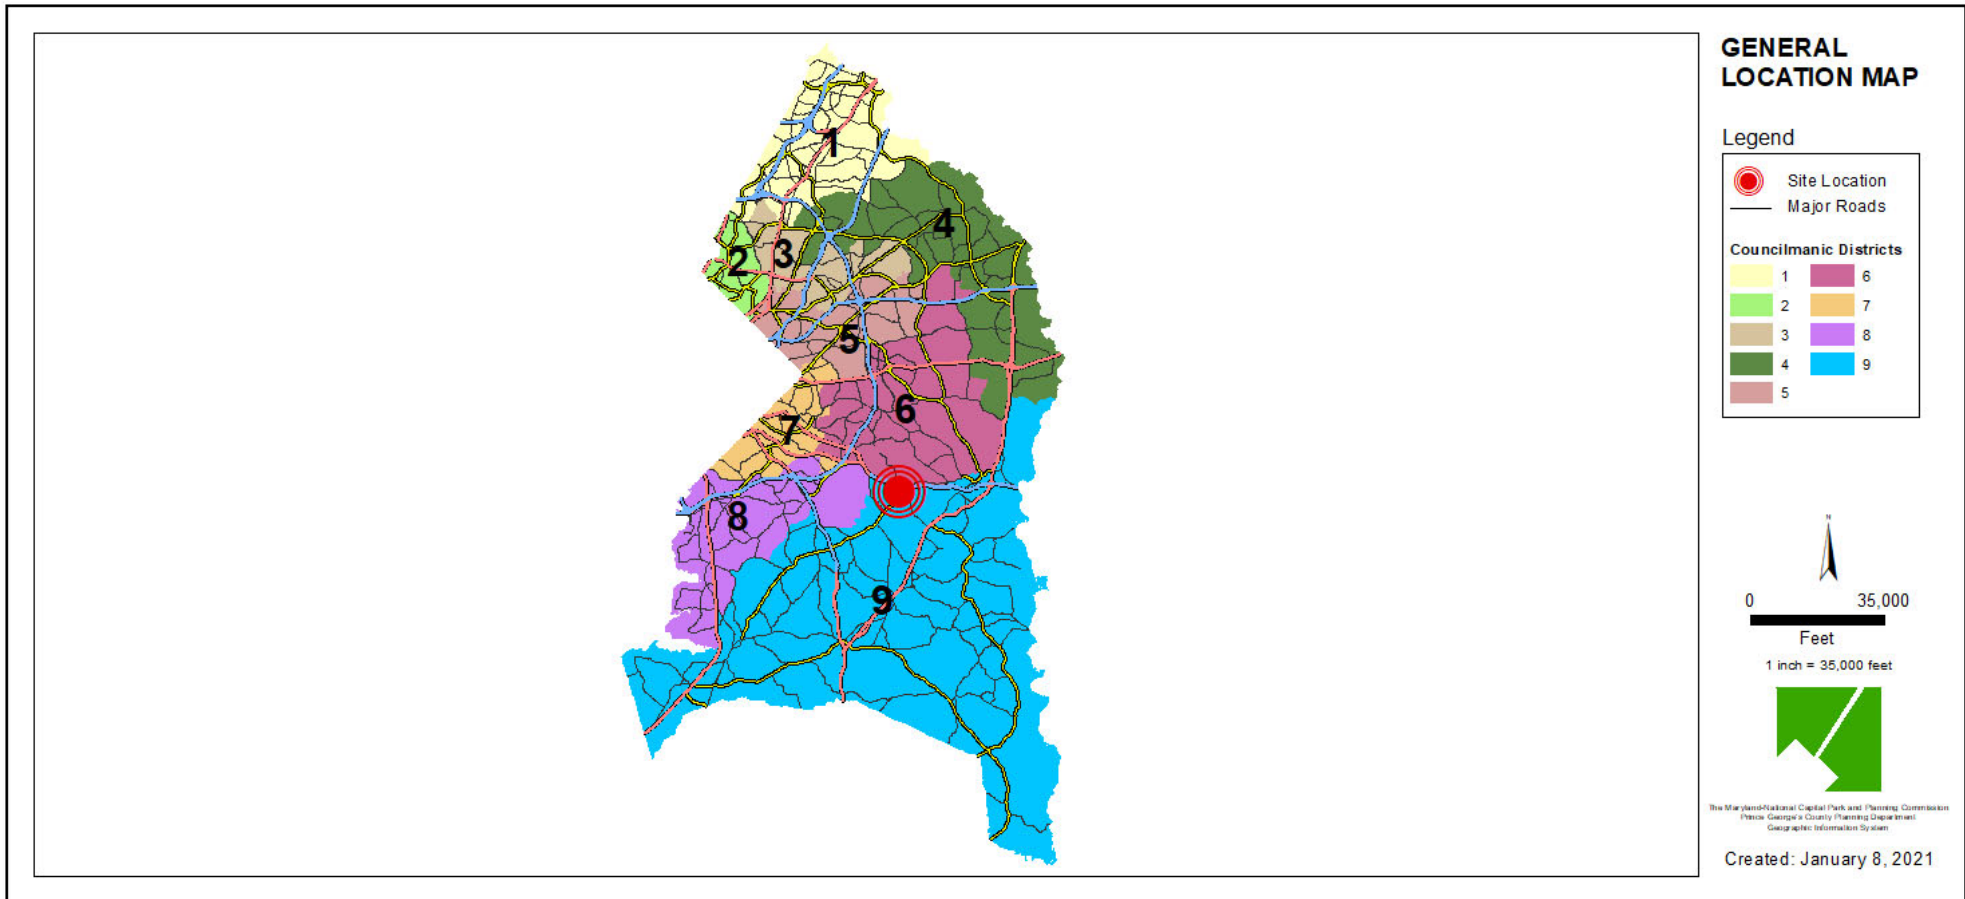 GENERAL
LOCATION MAP
Legend
Site Location
Major Roads
Councilmanic Districts
1 6
2 7
3 8
4 9
5
1
4
2
3
5
6
7
8
9
N
0 35,000
Feet
1 inch = 35,000 feet
The Maryland-National Capital Park and Planning Commission
Prince George's County Planning Department
Geographic Information System
Created: January 8, 2021